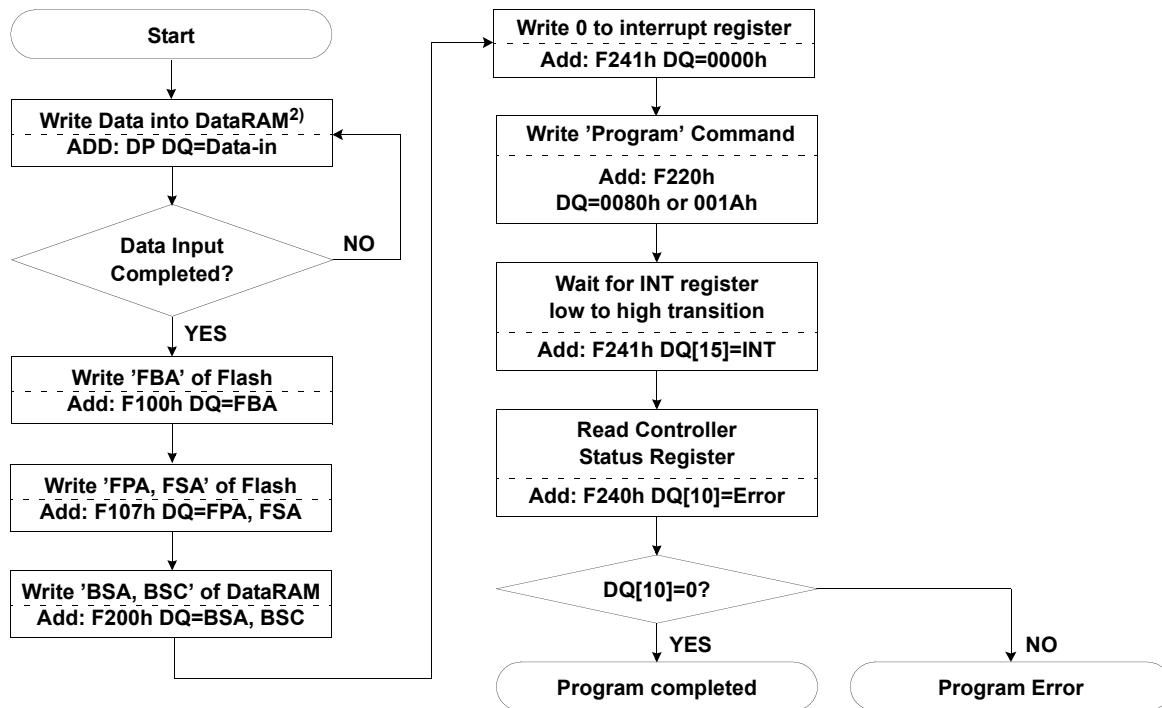 Start
Write Data into DataRAM2)
ADD: DP DQ=Data-in
Data Input
Completed?
NO
YES
Write ’FBA’ of Flash
Add: F100h DQ=FBA
Write ’FPA, FSA’ of Flash
Add: F107h DQ=FPA, FSA
Write ’BSA, BSC’ of DataRAM
Add: F200h DQ=BSA, BSC
Write 0 to interrupt register
Add: F241h DQ=0000h
Write ’Program’ Command
Add: F220h
DQ=0080h or 001Ah
Wait for INT register
low to high transition
Add: F241h DQ[15]=INT
Read Controller
Status Register
Add: F240h DQ[10]=Error
DQ[10]=0?
YES
NO
Program completed
Program Error